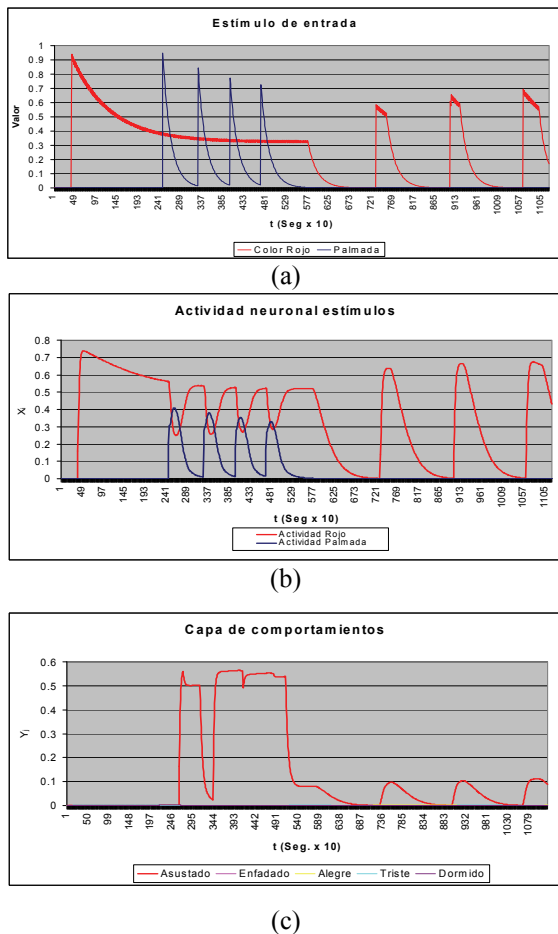 Estímulo de entrada
1
0.9
0.8
0.7
0.6
0.5
0.4
0.3
0.2
0.1
0
Valor
1 49 97 145 193 241 289 337 385 433 481 529 577 625 673 721 769 817 865 913 961 1009 1057 1105
t (Seg x 10)
Color Rojo Palmada
(a)
Actividad neuronal estímulos
0.8
0.7
0.6
0.5
0.4
0.3
0.2
0.1
0
Xi
1 49 97 145 193 241 289 337 385 433 481 529 577 625 673 721 769 817 865 913 961 1009 1057 1105
t (Seg x 10)
Actividad Rojo
Actividad Palmada
(b)
Capa de comportamientos
0.6
0.5
0.4
0.3
0.2
0.1
0
Yj
1 50 99 148 197 246 295 344 393 442 491 540 589 638 687 736 785 834 883 932 981 1030 1079
t (Seg. x 10)
Asustado Enfadado Alegre Triste Dormido
(c)